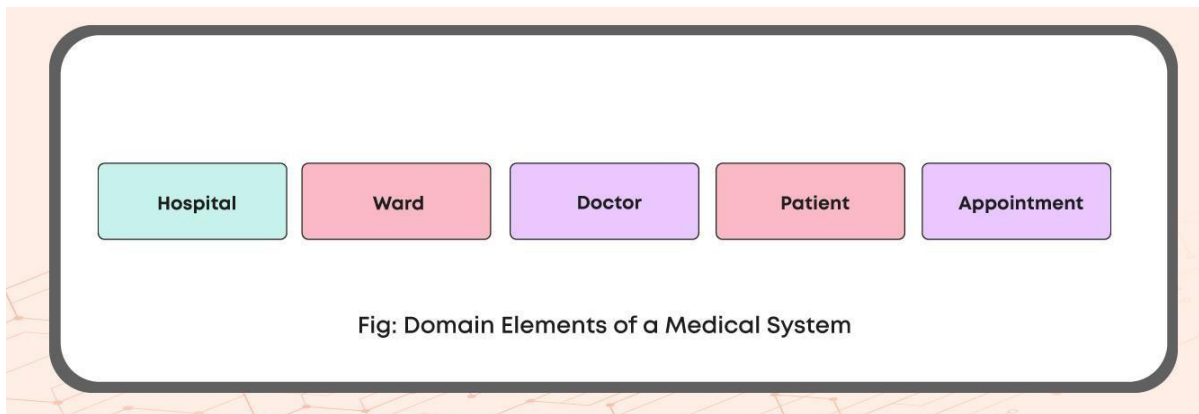 Hospital
Ward
Doctor
Patient
Appointment
Fig: Domain Elements of a Medical System